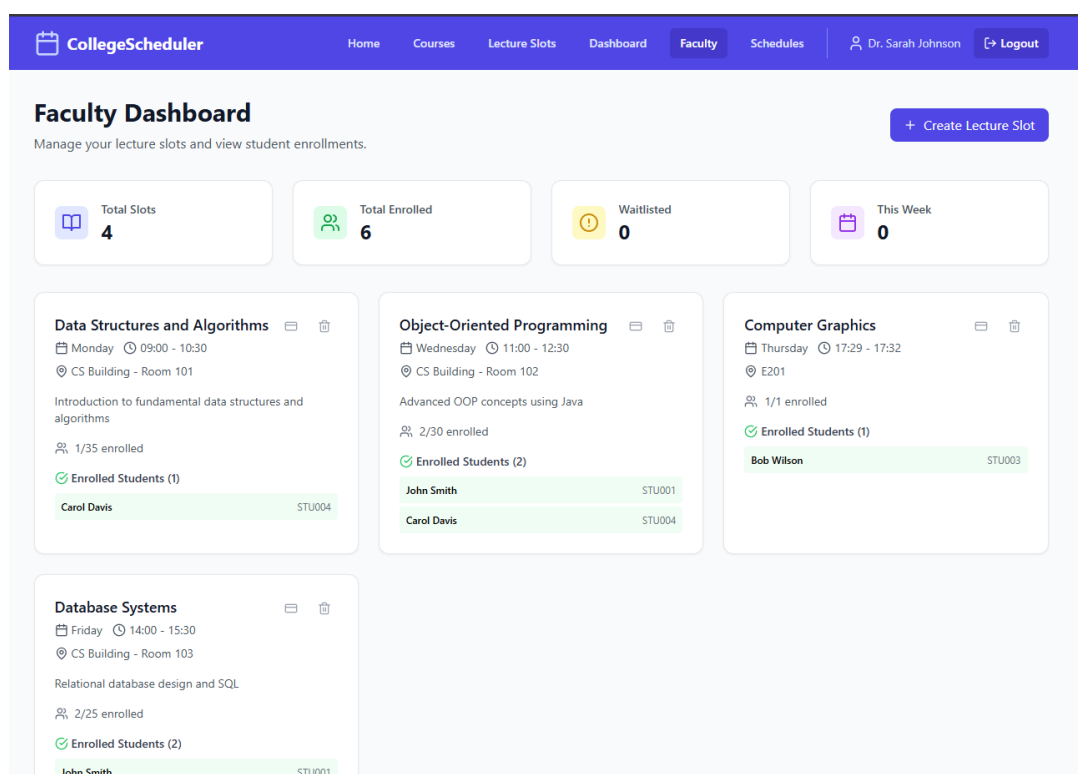 CollegeScheduler
Home Courses Lecture Slots Dashboard Faculty Schedules Dr. Sarah Johnson Logout
Faculty Dashboard
Manage your lecture slots and view student enrollments.
+ Create Lecture Slot
Total Slots
4
Total Enrolled
6
Waitlisted
0
This Week
0
Data Structures and Algorithms
Monday 09:00 - 10:30
CS Building - Room 101
Introduction to fundamental data structures and
algorithms
1/35 enrolled
Enrolled Students (1)
Carol Davis STU004
Object-Oriented Programming
Wednesday 11:00 - 12:30
CS Building - Room 102
Advanced OOP concepts using Java
2/30 enrolled
Enrolled Students (2)
John Smith STU001
Carol Davis STU004
Computer Graphics
Thursday 17:29 - 17:32
E201
1/1 enrolled
Enrolled Students (1)
Bob Wilson STU003
Database Systems
Friday 14:00 - 15:30
CS Building - Room 103
Relational database design and SQL
2/25 enrolled
Enrolled Students (2)
John Smith STU001